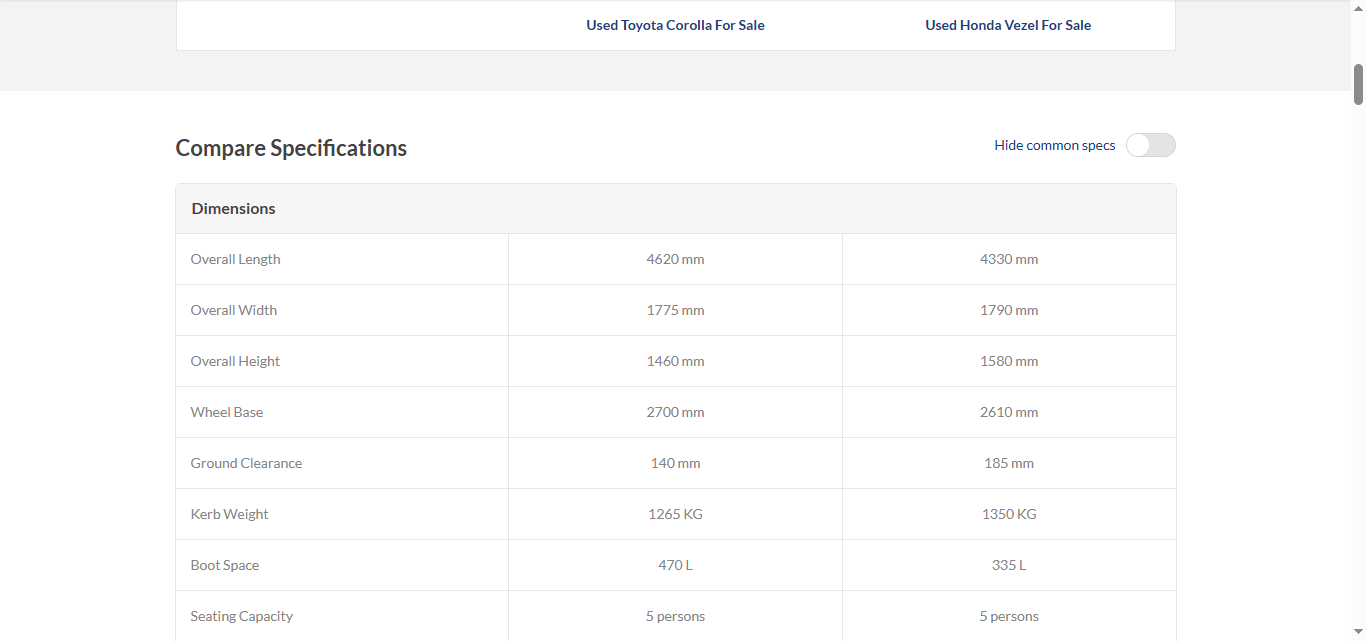 Used Toyota Corolla For Sale Used Honda Vezel For Sale
Compare Specifications Hide common specs
Dimensions
Overall Length 4620 mm 4330 mm
Overall Width 1775 mm 1790 mm
Overall Height 1460 mm 1580 mm
Wheel Base 2700 mm 2610 mm
Ground Clearance 140 mm 185 mm
Kerb Weight 1265 KG 1350 KG
Boot Space 470 L 335 L
Seating Capacity 5 persons 5 persons